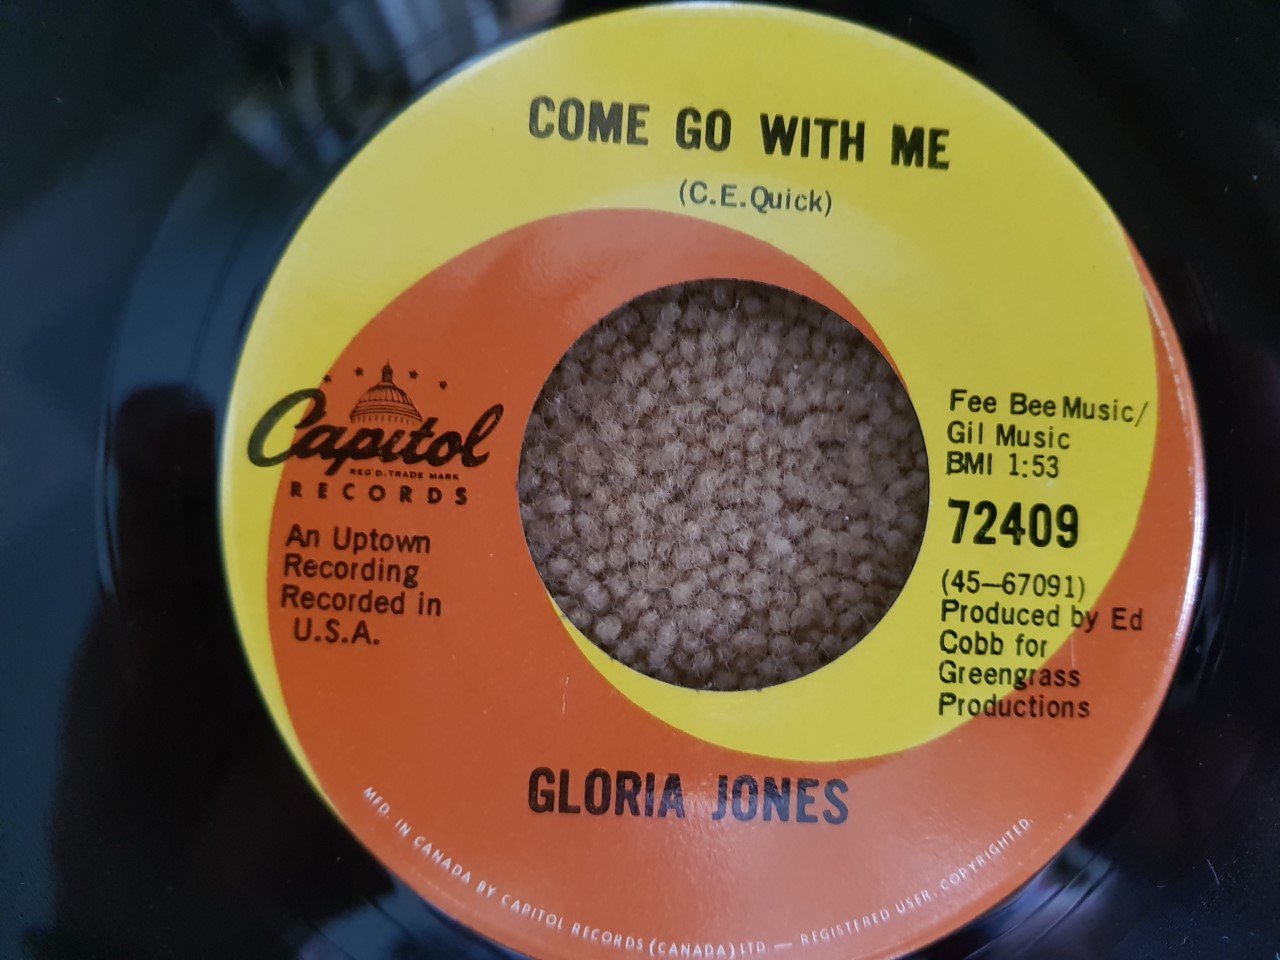 COME GO WITH ME
(C.E.Quick)
Capitol
REG'D. TRADE MARK
RECORDS
An Uptown
Recording
Recorded in
U.S.A.
Fee Bee Music/
Gil Music
BMI 1:53
72409
(45—67091)
Produced by Ed
Cobb for
Greengrass
Productions
GLORIA JONES
MFD. IN CANADA BY CAPITOL RECORDS (CANADA) LTD. — REGISTERED USER. COPYRIGHTED.